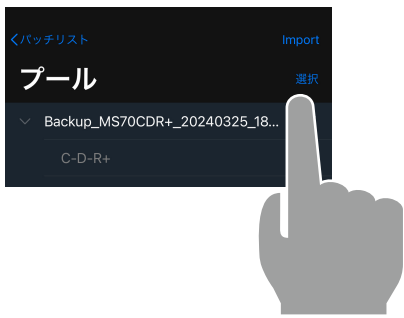 パッチリスト Import
プール 選択
Backup_MS70CDR+_20240325_18...
C-D-R+